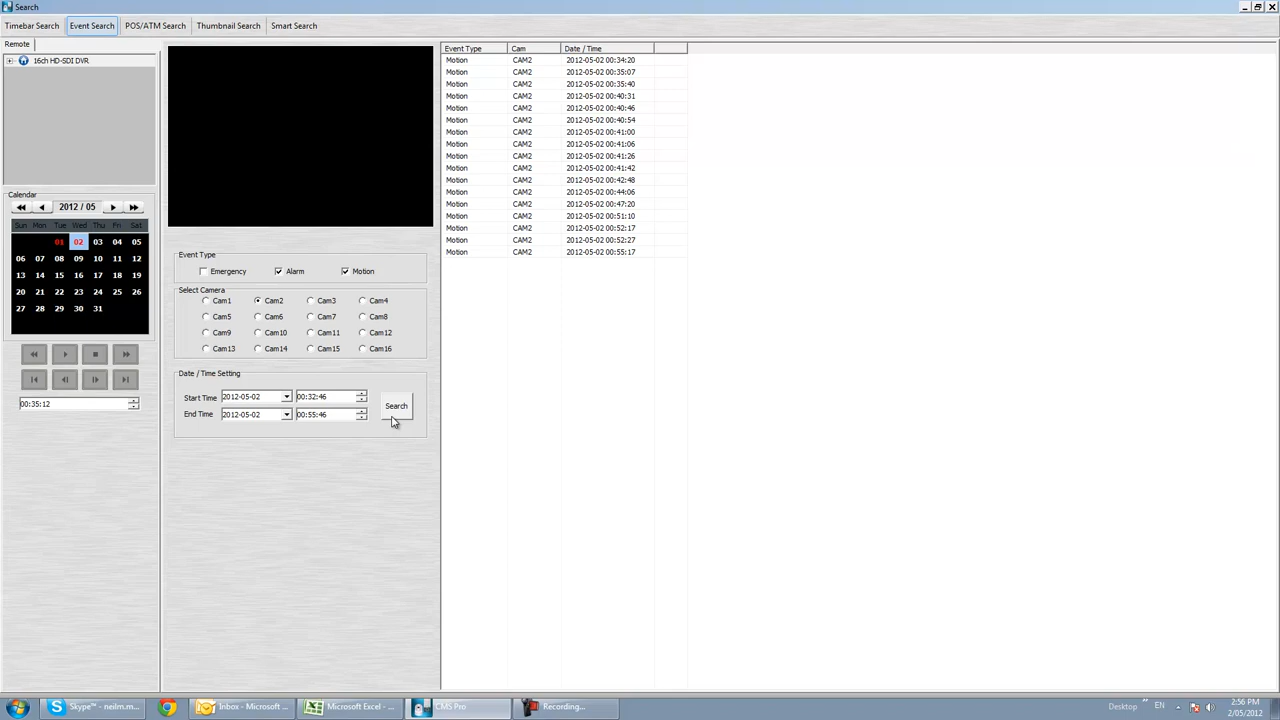 Search
Timebar Search Event Search POS/ATM Search Thumbnail Search Smart Search
Remote
16ch HD-SDI DVR
Calendar
2012 / 05
Sun Mon Tue Wed Thu Fri Sat
01 02 03 04 05
06 07 08 09 10 11 12
13 14 15 16 17 18 19
20 21 22 23 24 25 26
27 28 29 30 31
00:35:12
Event Type
Emergency Alarm Motion
Select Camera
Cam1 Cam2 Cam3 Cam4
Cam5 Cam6 Cam7 Cam8
Cam9 Cam10 Cam11 Cam12
Cam13 Cam14 Cam15 Cam16
Date / Time Setting
Start Time 2012-05-02 00:32:46
End Time 2012-05-02 00:55:46
Search
Event Type Cam Date / Time
Motion CAM2 2012-05-02 00:34:20
Motion CAM2 2012-05-02 00:35:07
Motion CAM2 2012-05-02 00:35:40
Motion CAM2 2012-05-02 00:40:31
Motion CAM2 2012-05-02 00:40:46
Motion CAM2 2012-05-02 00:40:54
Motion CAM2 2012-05-02 00:41:00
Motion CAM2 2012-05-02 00:41:06
Motion CAM2 2012-05-02 00:41:26
Motion CAM2 2012-05-02 00:41:42
Motion CAM2 2012-05-02 00:42:48
Motion CAM2 2012-05-02 00:44:06
Motion CAM2 2012-05-02 00:47:20
Motion CAM2 2012-05-02 00:51:10
Motion CAM2 2012-05-02 00:52:17
Motion CAM2 2012-05-02 00:52:27
Motion CAM2 2012-05-02 00:55:17
Skype™ - neilm.m... Inbox - Microsoft ... Microsoft Excel - ... CMS Pro Recording... Desktop EN 2:56 PM
2/05/2012